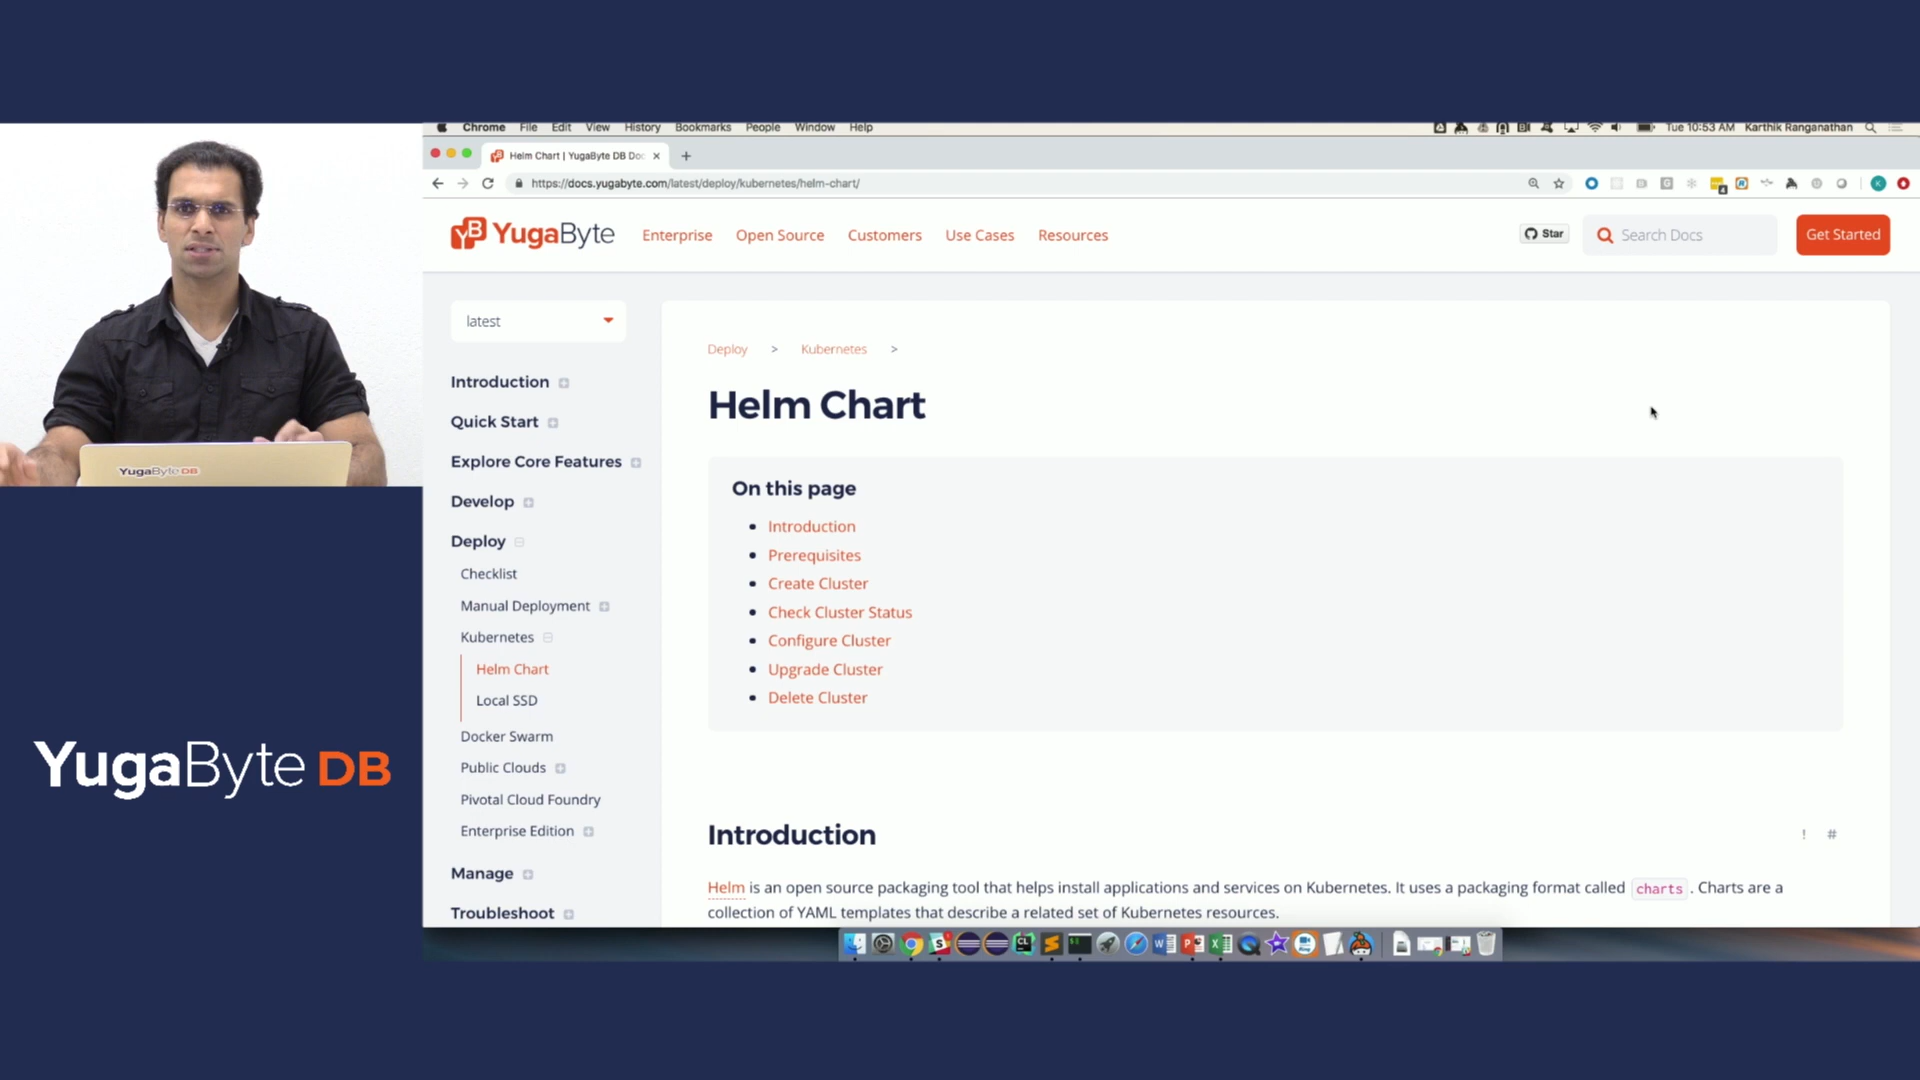 Chrome File Edit View History Bookmarks People Window Help
Tue 10:53 AM Karthik Ranganathan
Helm Chart | YugaByte DB Doc
https://docs.yugabyte.com/latest/deploy/kubernetes/helm-chart/
YugaByte
Enterprise Open Source Customers Use Cases Resources
Star
Search Docs
Get Started
latest
Introduction
Quick Start
Explore Core Features
Develop
Deploy
Checklist
Manual Deployment
Kubernetes
Helm Chart
Local SSD
Docker Swarm
Public Clouds
Pivotal Cloud Foundry
Enterprise Edition
Manage
Troubleshoot
Deploy > Kubernetes >
Helm Chart
On this page
Introduction
Prerequisites
Create Cluster
Check Cluster Status
Configure Cluster
Upgrade Cluster
Delete Cluster
Introduction
! #
Helm is an open source packaging tool that helps install applications and services on Kubernetes. It uses a packaging format called charts . Charts are a
collection of YAML templates that describe a related set of Kubernetes resources.
YugaByte DB
YugaByte DB